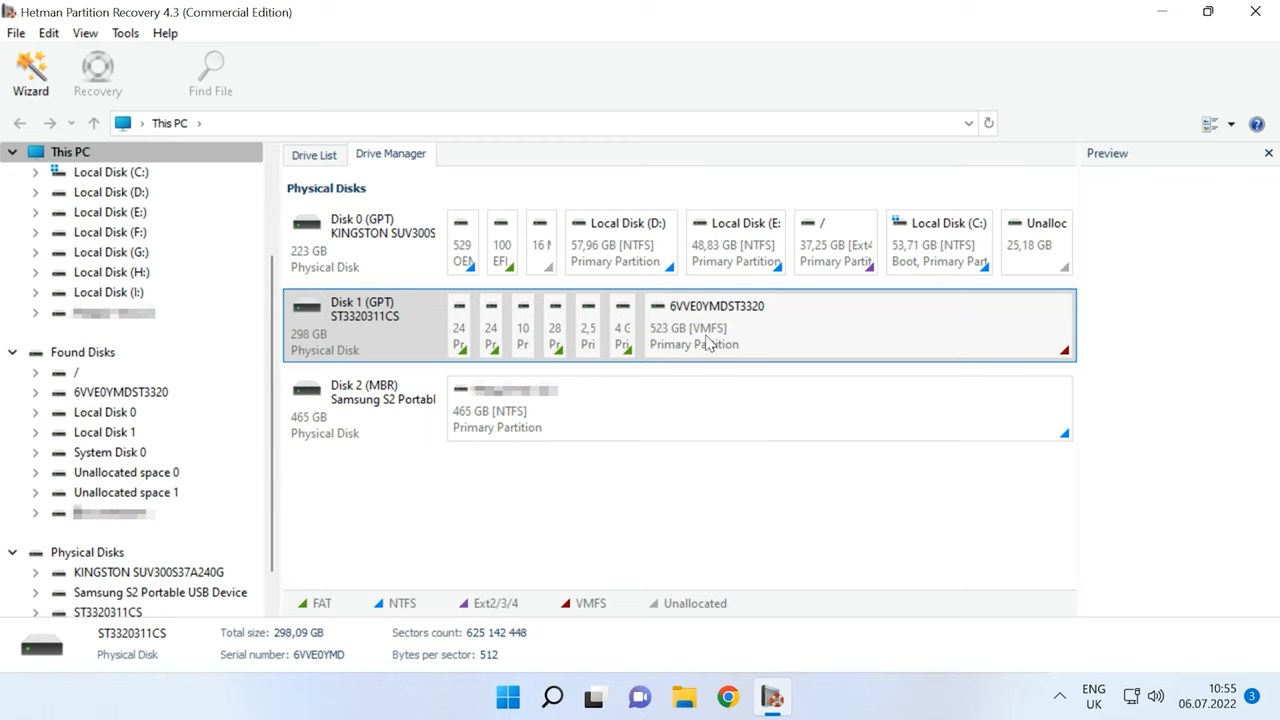 Hetman Partition Recovery 4.3 (Commercial Edition)
File Edit View Tools Help
Wizard Recovery Find File
This PC
This PC
Local Disk (C:)
Local Disk (D:)
Local Disk (E:)
Local Disk (F:)
Local Disk (G:)
Local Disk (H:)
Local Disk (I:)
Found Disks
/
6VVE0YMDST3320
Local Disk 0
Local Disk 1
System Disk 0
Unallocated space 0
Unallocated space 1
Physical Disks
KINGSTON SUV300S37A240G
Samsung S2 Portable USB Device
ST3320311CS
Drive List Drive Manager
Physical Disks
Disk 0 (GPT)
KINGSTON SUV300S
223 GB
Physical Disk
529
OEM
100
EFI
16 M
Local Disk (D:)
57,96 GB [NTFS]
Primary Partition
Local Disk (E:
48,83 GB [NTFS]
Primary Partition
/
37,25 GB [Ext4
Primary Partit
Local Disk (C:)
53,71 GB [NTFS]
Boot, Primary Part
Unalloc
25,18 GB
Disk 1 (GPT)
ST3320311CS
298 GB
Physical Disk
24
Pr
24
Pr
10
Pr
28
Pr
2,5
Pri
4 G
Pri
6VVE0YMDST3320
523 GB [VMFS]
Primary Partition
Disk 2 (MBR)
Samsung S2 Portabl
465 GB
Physical Disk
465 GB [NTFS]
Primary Partition
FAT NTFS Ext2/3/4 VMFS Unallocated
Preview
ST3320311CS
Physical Disk
Total size: 298,09 GB
Serial number: 6VVE0YMD
Sectors count: 625 142 448
Bytes per sector: 512
ENG
UK
10:55
06.07.2022
3